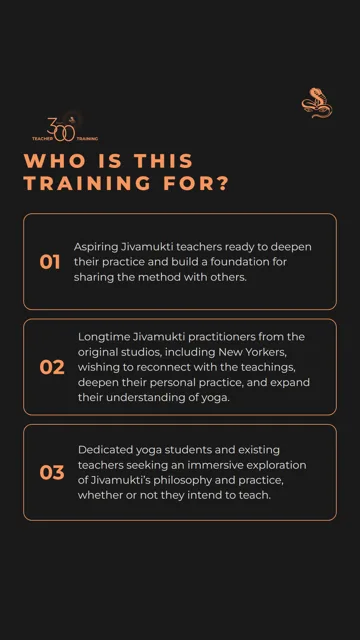 300
TEACHER TRAINING
WHO IS THIS
TRAINING FOR?
01
Aspiring Jivamukti teachers ready to deepen
their practice and build a foundation for
sharing the method with others.
02
Longtime Jivamukti practitioners from the
original studios, including New Yorkers,
wishing to reconnect with the teachings,
deepen their personal practice, and expand
their understanding of yoga.
03
Dedicated yoga students and existing
teachers seeking an immersive exploration
of Jivamukti’s philosophy and practice,
whether or not they intend to teach.